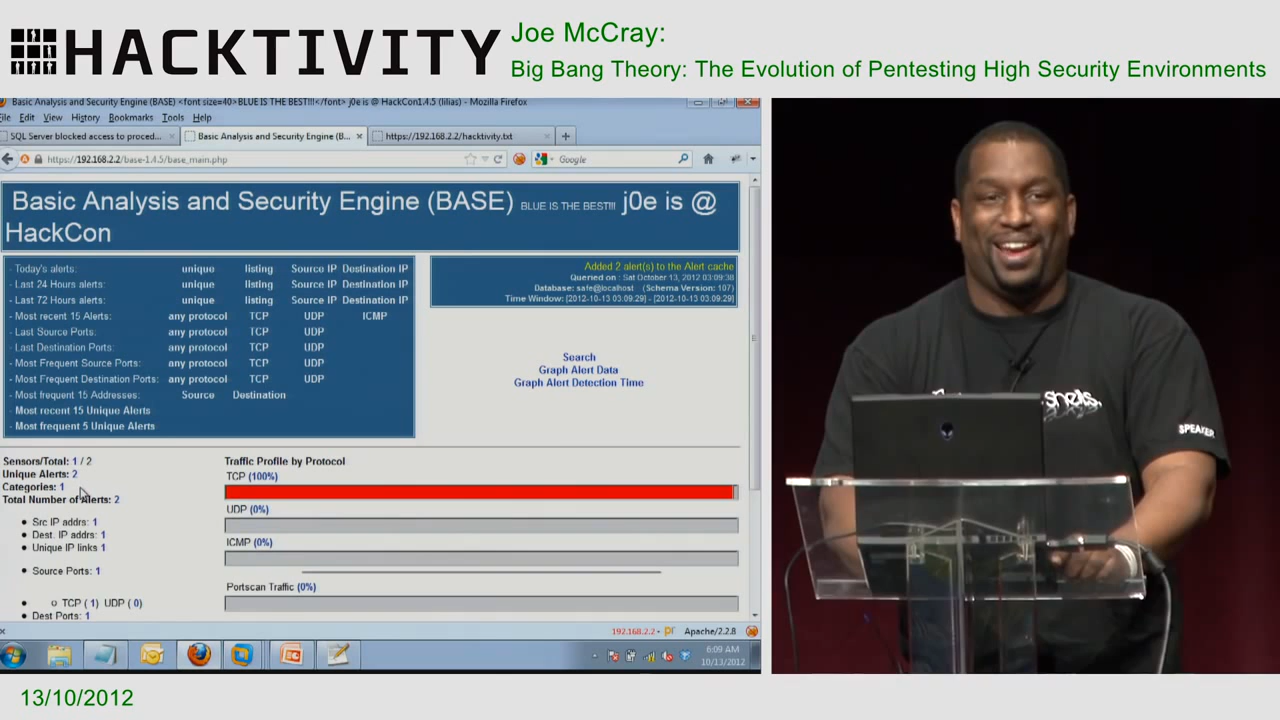 HACKTIVITY
Joe McCray:
Big Bang Theory: The Evolution of Pentesting High Security Environments
Basic Analysis and Security Engine (BASE) <font size=40>BLUE IS THE BEST!!!</font> j0e is @ HackCon1.4.5 (lilias) - Mozilla Firefox
File Edit View History Bookmarks Tools Help
SQL Server blocked access to proced...
Basic Analysis and Security Engine (B...
https://192.168.2.2/hacktivity.txt
https://192.168.2.2/base-1.4.5/base_main.php
Google
Basic Analysis and Security Engine (BASE) BLUE IS THE BEST!!! j0e is @
HackCon
- Today's alerts: unique listing Source IP Destination IP
- Last 24 Hours alerts: unique listing Source IP Destination IP
- Last 72 Hours alerts: unique listing Source IP Destination IP
- Most recent 15 Alerts: any protocol TCP UDP ICMP
- Last Source Ports: any protocol TCP UDP
- Last Destination Ports: any protocol TCP UDP
- Most Frequent Source Ports: any protocol TCP UDP
- Most Frequent Destination Ports: any protocol TCP UDP
- Most frequent 15 Addresses: Source Destination
- Most recent 15 Unique Alerts
- Most frequent 5 Unique Alerts
Added 2 alert(s) to the Alert cache
Queried on : Sat October 13, 2012 03:09:38
Database: safe@localhost (Schema Version: 107)
Time Window: [2012-10-13 03:09:29] - [2012-10-13 03:09:29]
Search
Graph Alert Data
Graph Alert Detection Time
Sensors/Total: 1 / 2
Unique Alerts: 2
Categories: 1
Total Number of Alerts: 2
Src IP addrs: 1
Dest. IP addrs: 1
Unique IP links 1
Source Ports: 1
TCP ( 1) UDP ( 0)
Dest Ports: 1
Traffic Profile by Protocol
TCP (100%)
UDP (0%)
ICMP (0%)
Portscan Traffic (0%)
192.168.2.2 - pr Apache/2.2.8
6:09 AM
10/13/2012
shells.
SPEAKER
13/10/2012